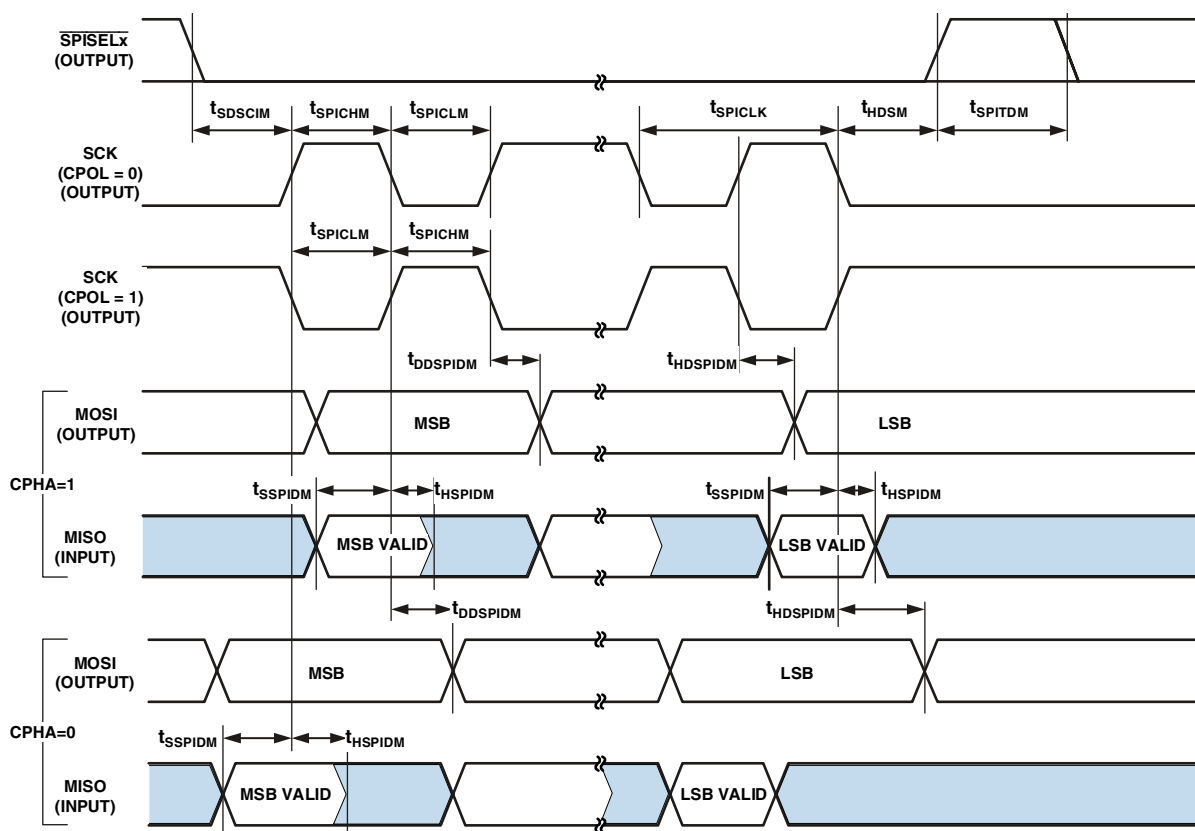 SPISELx
(OUTPUT)
tSDSCIM
tSPICHM
tSPICLM
tSPICLK
tHDSM
tSPITDM
SCK
(CPOL = 0)
(OUTPUT)
tSPICLM
tSPICHM
SCK
(CPOL = 1)
(OUTPUT)
tDDSPIDM
tHDSPIDM
CPHA=1
MOSI
(OUTPUT)
MSB
LSB
tSSPIDM
tHSPIDM
tSSPIDM
tHSPIDM
MISO
(INPUT)
MSB VALID
LSB VALID
tDDSPIDM
tHDSPIDM
CPHA=0
MOSI
(OUTPUT)
MSB
LSB
tSSPIDM
tHSPIDM
MISO
(INPUT)
MSB VALID
LSB VALID